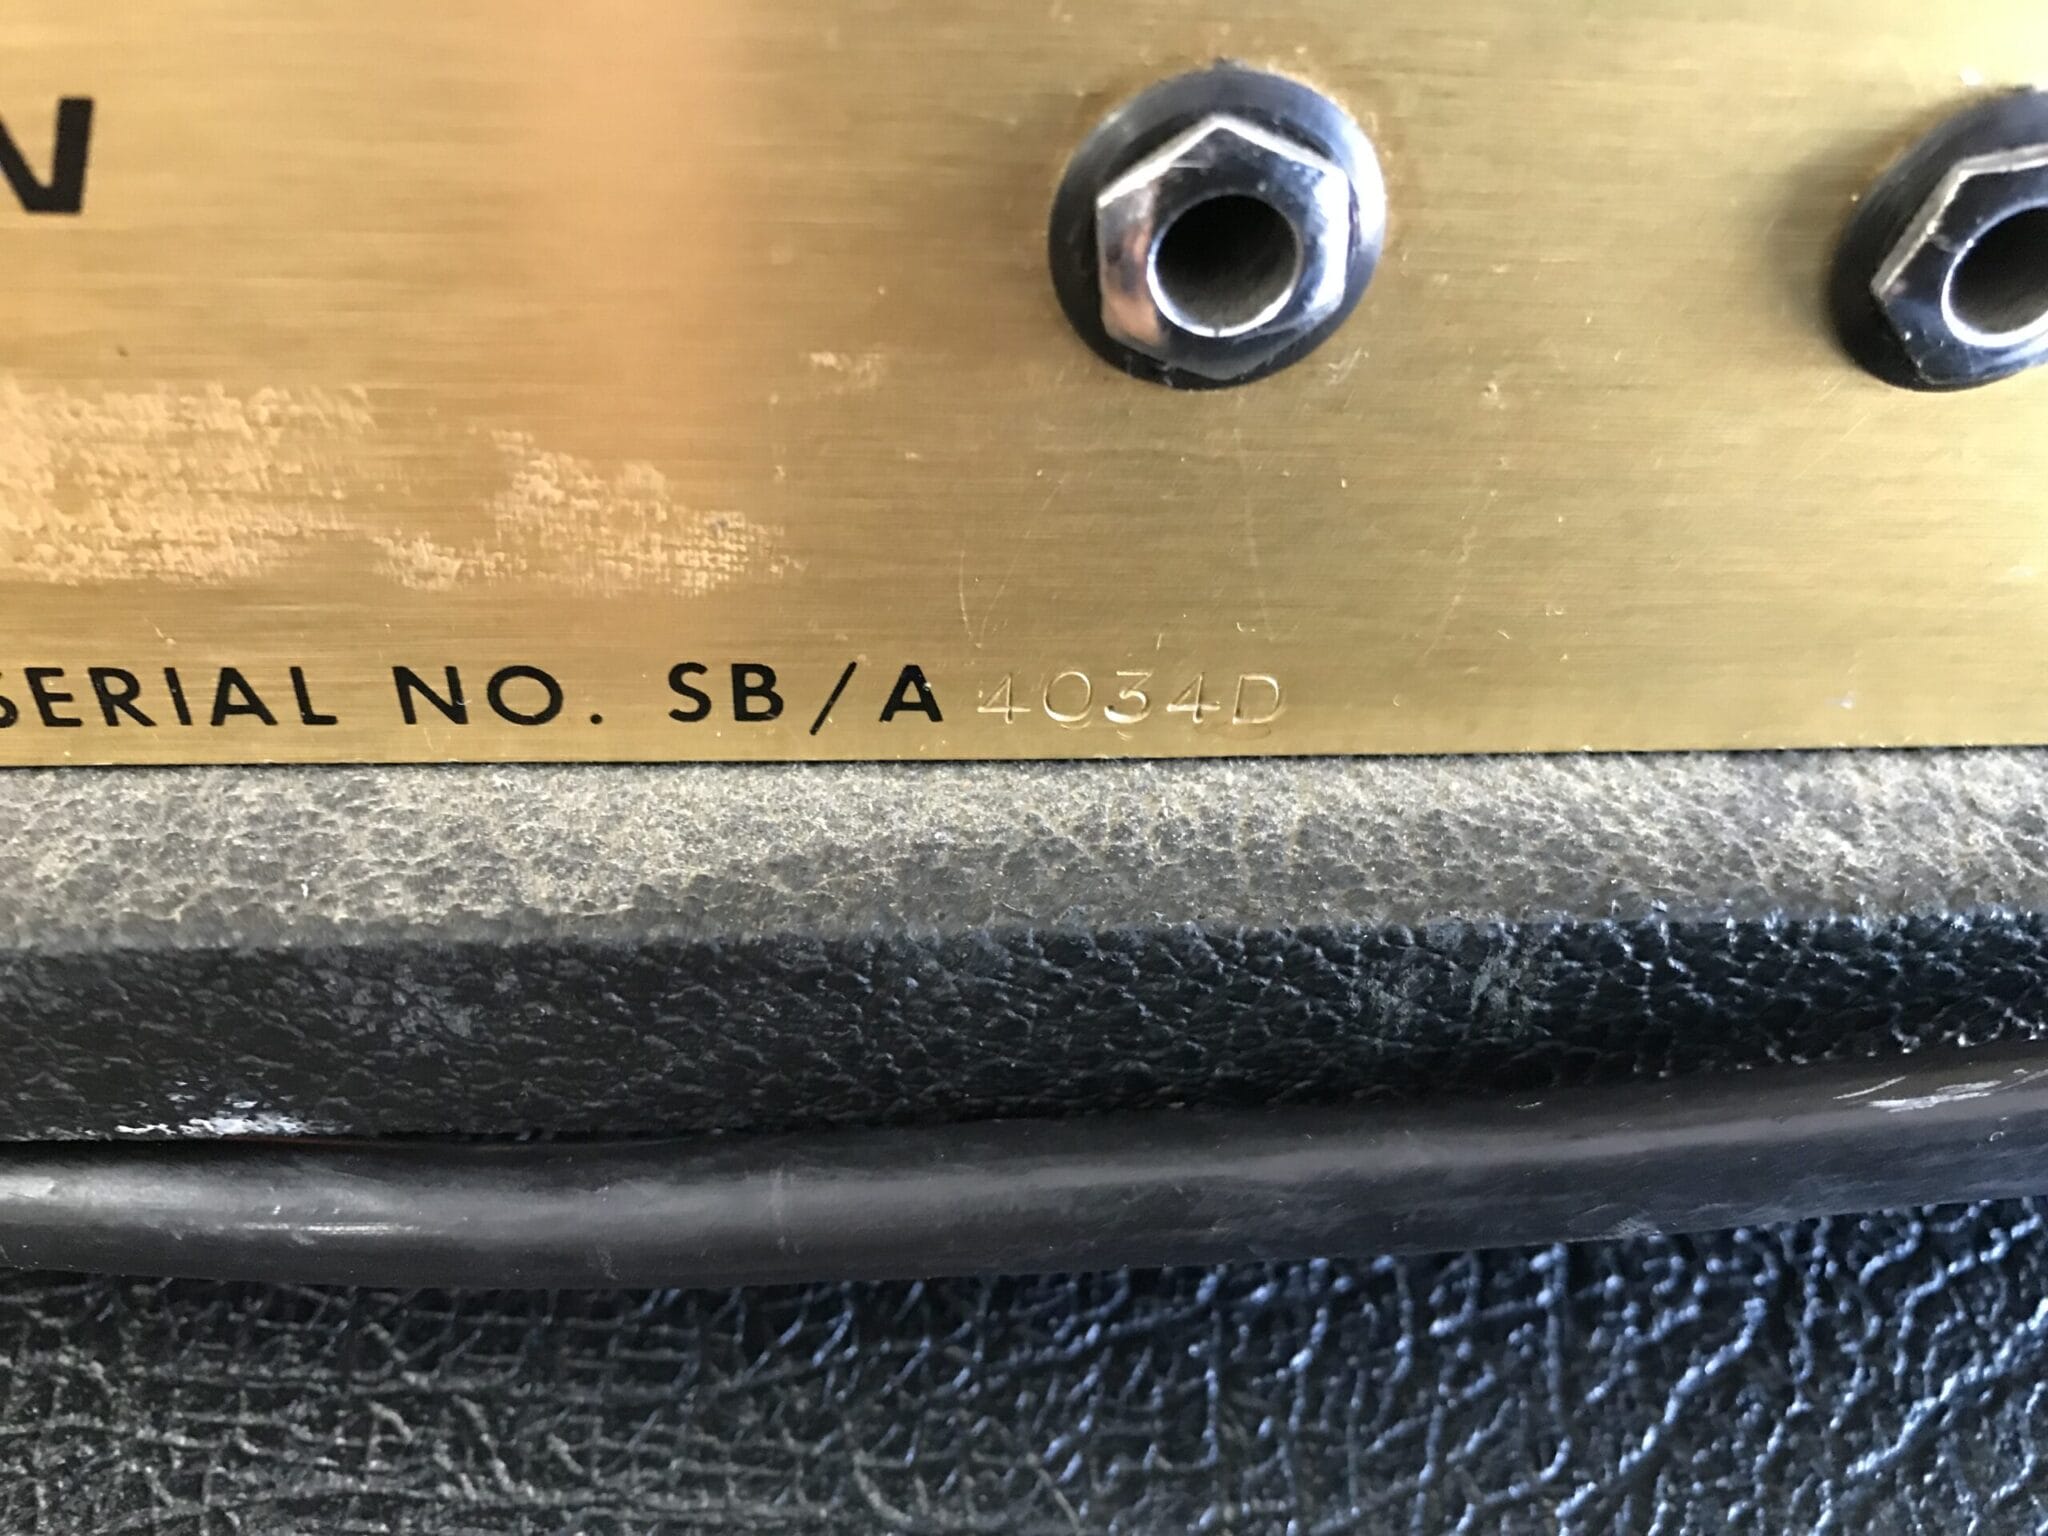 N
SERIAL NO. SB/A 4034D